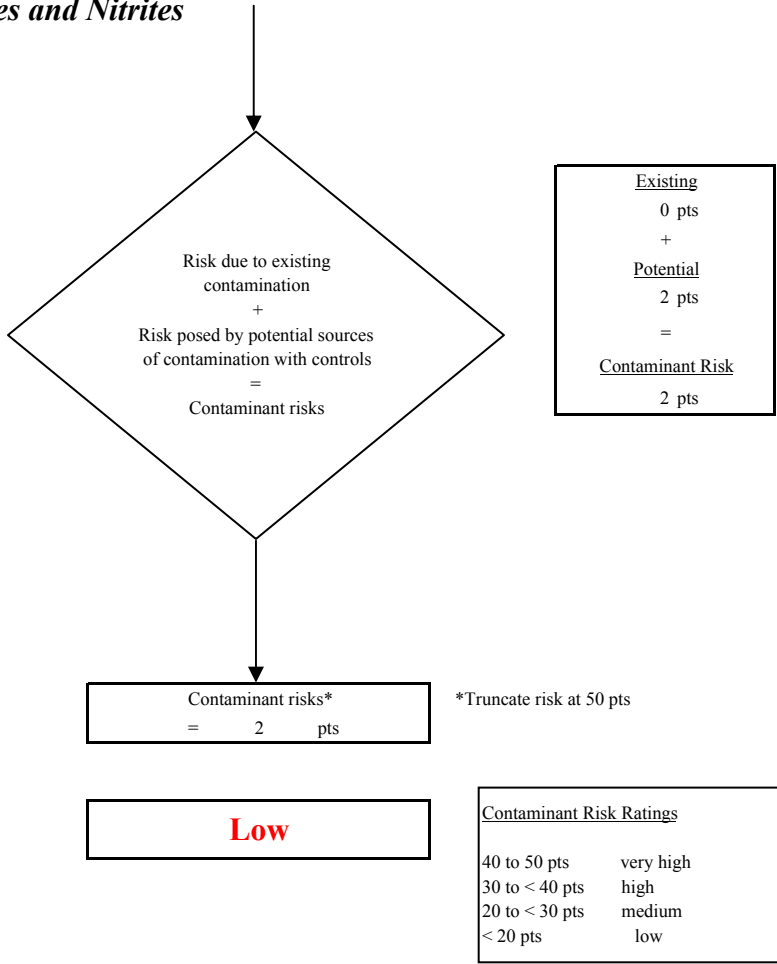 es and Nitrites
Risk due to existing
contamination
+
Risk posed by potential sources
of contamination with controls
=
Contaminant risks
Existing
0 pts
+
Potential
2 pts
=
Contaminant Risk
2 pts
Contaminant risks*
= 2 pts
*Truncate risk at 50 pts
Low
Contaminant Risk Ratings
40 to 50 pts very high
30 to < 40 pts high
20 to < 30 pts medium
< 20 pts low